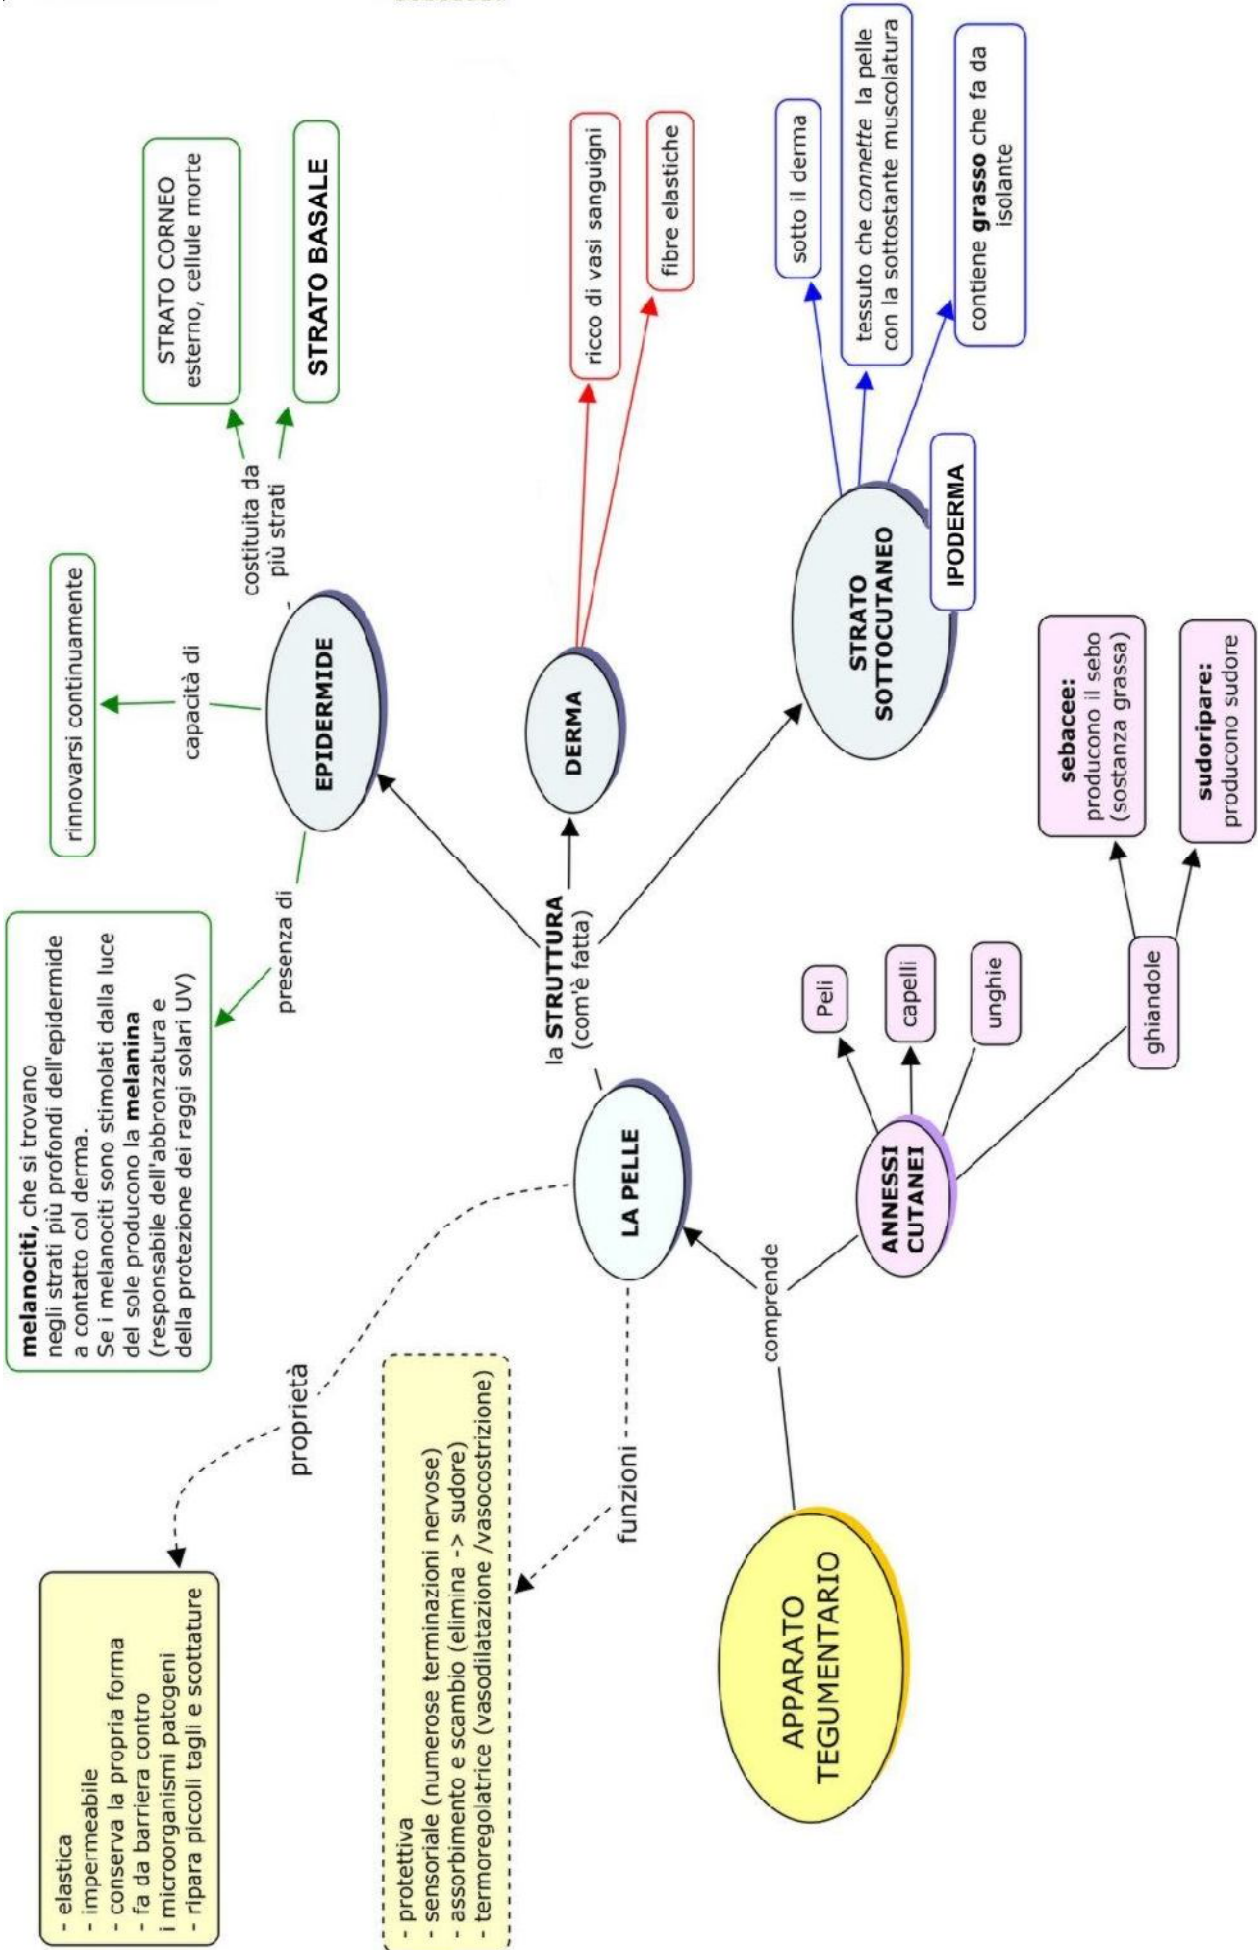 - elastica
- impermeabile
- conserva la propria forma
- fa da barriera contro
i microorganismi patogeni
- ripara piccoli tagli e scottature
proprietà
melanociti, che si trovano
negli strati più profondi dell'epidermide
a contatto col derma.
Se i melanociti sono stimolati dalla luce
del sole producono la melanina
(responsabile dell'abbronzatura e
della protezione dei raggi solari UV)
presenza di
rinnovarsi continuamente
capacità di
EPIDERMIDE
costituita da
più strati
STRATO CORNEO
esterno, cellule morte
STRATO BASALE
- protettiva
- sensoriale (numerose terminazioni nervose)
- assorbimento e scambio (elimina -> sudore)
- termoregolatrice (vasodilatazione /vasocostrizione)
funzioni
LA PELLE
la STRUTTURA
(com'è fatta)
DERMA
ricco di vasi sanguigni
fibre elastiche
APPARATO
TEGUMENTARIO
comprende
ANNESSI
CUTANEI
Peli
capelli
unghie
ghiandole
sebacee:
producono il sebo
(sostanza grassa)
sudoripare:
producono sudore
STRATO
SOTTOCUTANEO
IPODERMA
sotto il derma
tessuto che connette la pelle
con la sottostante muscolatura
contiene grasso che fa da
isolante